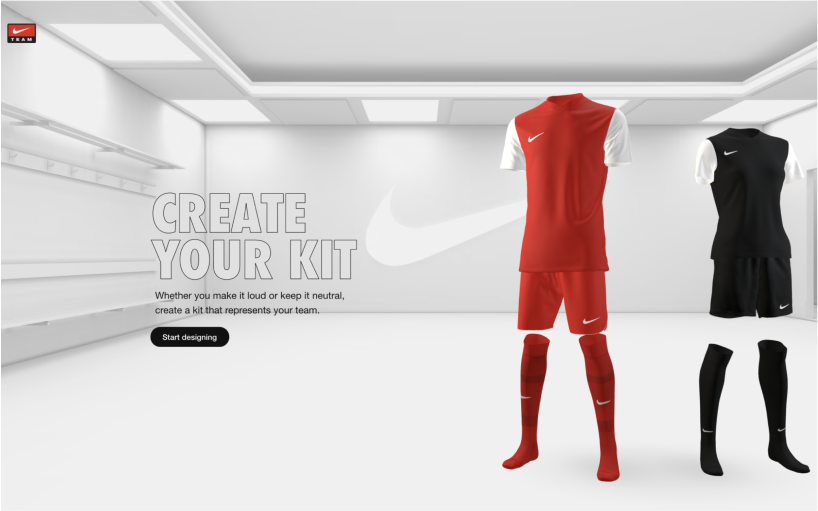 TEAM
CREATE
YOUR KIT
Whether you make it loud or keep it neutral,
create a kit that represents your team.
Start designing